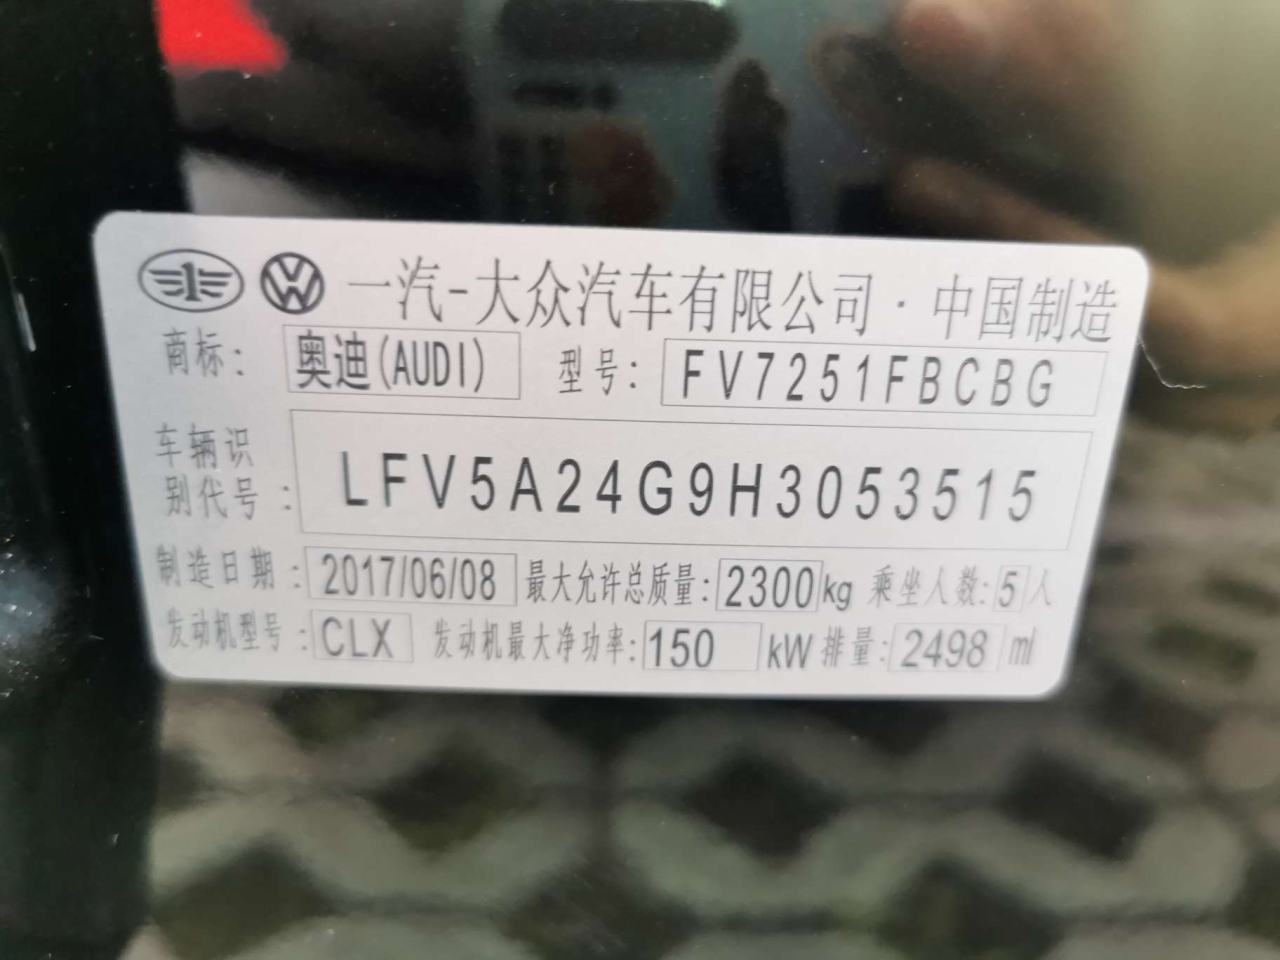 一汽-大众汽车有限公司·中国制造
商标: 奥迪(AUDI) 型号: FV7251FBCBG
车辆识别代号: LFV5A24G9H3053515
制造日期: 2017/06/08 最大允许总质量: 2300kg 乘坐人数: 5人
发动机型号: CLX 发动机最大净功率: 150 kW 排量: 2498 ml